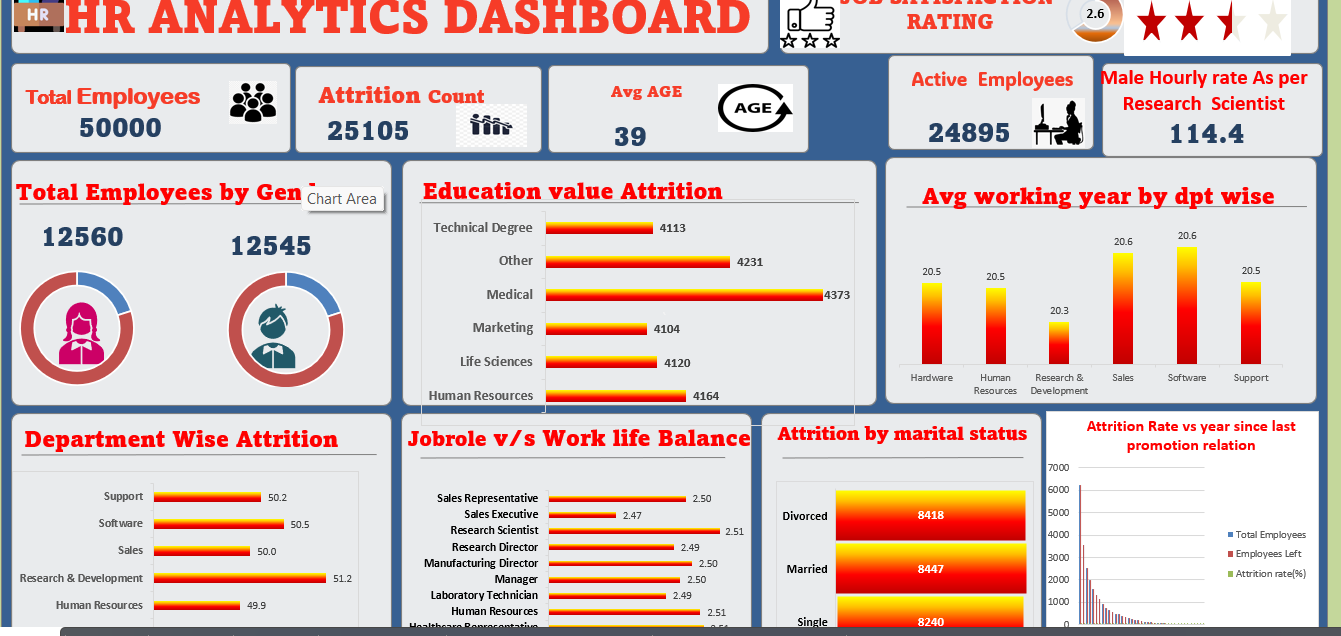 HR
HR ANALYTICS DASHBOARD
JOB SATISFACTION
RATING
2.6
Total Employees
50000
Attrition Count
25105
Avg AGE
39
AGE
Active Employees
24895
Male Hourly rate As per
Research Scientist
114.4
Total Employees by Gen
Chart Area
12560
12545
Education value Attrition
Technical Degree 4113
Other 4231
Medical 4373
Marketing 4104
Life Sciences 4120
Human Resources 4164
Avg working year by dpt wise
20.5 20.5 20.3 20.6 20.6 20.5
Hardware Human Resources Research & Development Sales Software Support
Department Wise Attrition
Support 50.2
Software 50.5
Sales 50.0
Research & Development 51.2
Human Resources 49.9
Jobrole v/s Work life Balance
Sales Representative 2.50
Sales Executive 2.47
Research Scientist 2.51
Research Director 2.49
Manufacturing Director 2.50
Manager 2.50
Laboratory Technician 2.49
Human Resources 2.51
Healthcare Representative 2.51
Attrition by marital status
Divorced 8418
Married 8447
Single 8240
Attrition Rate vs year since last
promotion relation
7000
6000
5000
4000
3000
2000
1000
0
Total Employees
Employees Left
Attrition rate(%)